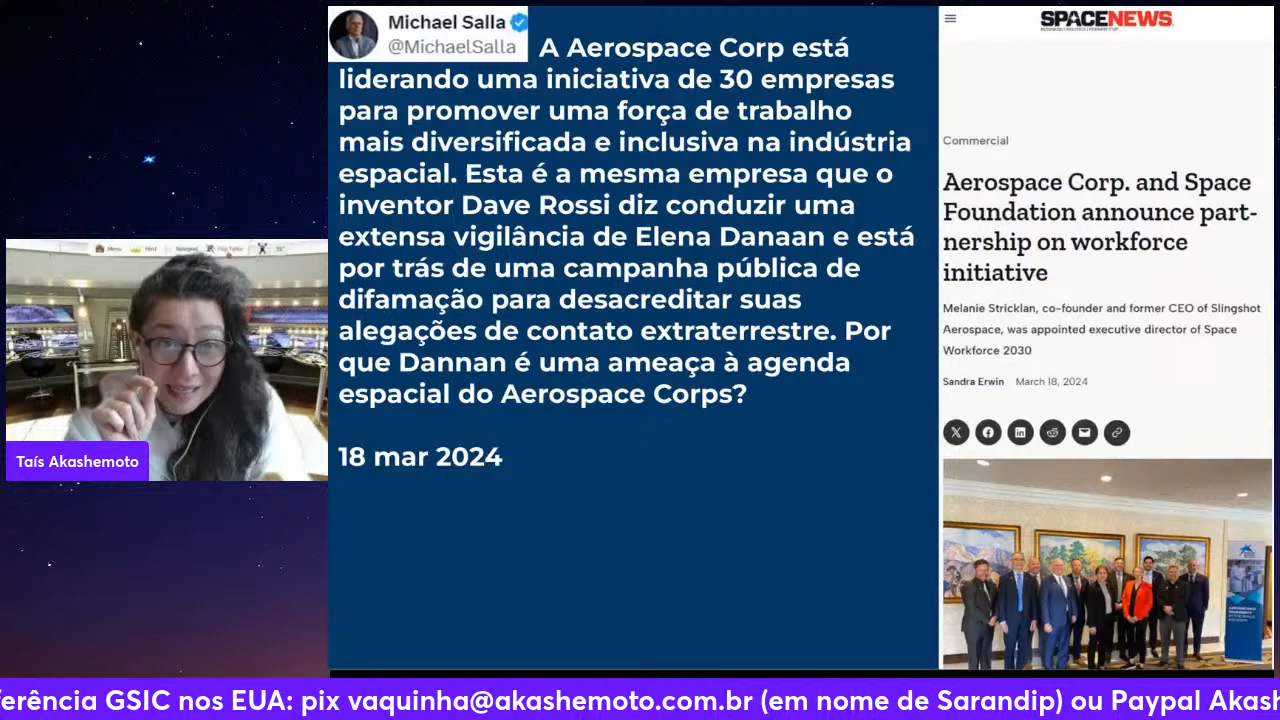 Michael Salla
@MichaelSalla
A Aerospace Corp está
liderando uma iniciativa de 30 empresas
para promover uma força de trabalho
mais diversificada e inclusiva na indústria
espacial. Esta é a mesma empresa que o
inventor Dave Rossi diz conduzir uma
extensa vigilância de Elena Danaan e está
por trás de uma campanha pública de
difamação para desacreditar suas
alegações de contato extraterrestre. Por
que Dannan é uma ameaça à agenda
espacial do Aerospace Corps?
18 mar 2024
SPACENEWS
Commercial
Aerospace Corp. and Space
Foundation announce part-
nership on workforce
initiative
Melanie Stricklan, co-founder and former CEO of Slingshot
Aerospace, was appointed executive director of Space
Workforce 2030
Sandra Erwin March 18, 2024
Menu
Taís Akashemoto
ferência GSIC nos EUA: pix vaquinha@akashemoto.com.br (em nome de Sarandip) ou Paypal Akash